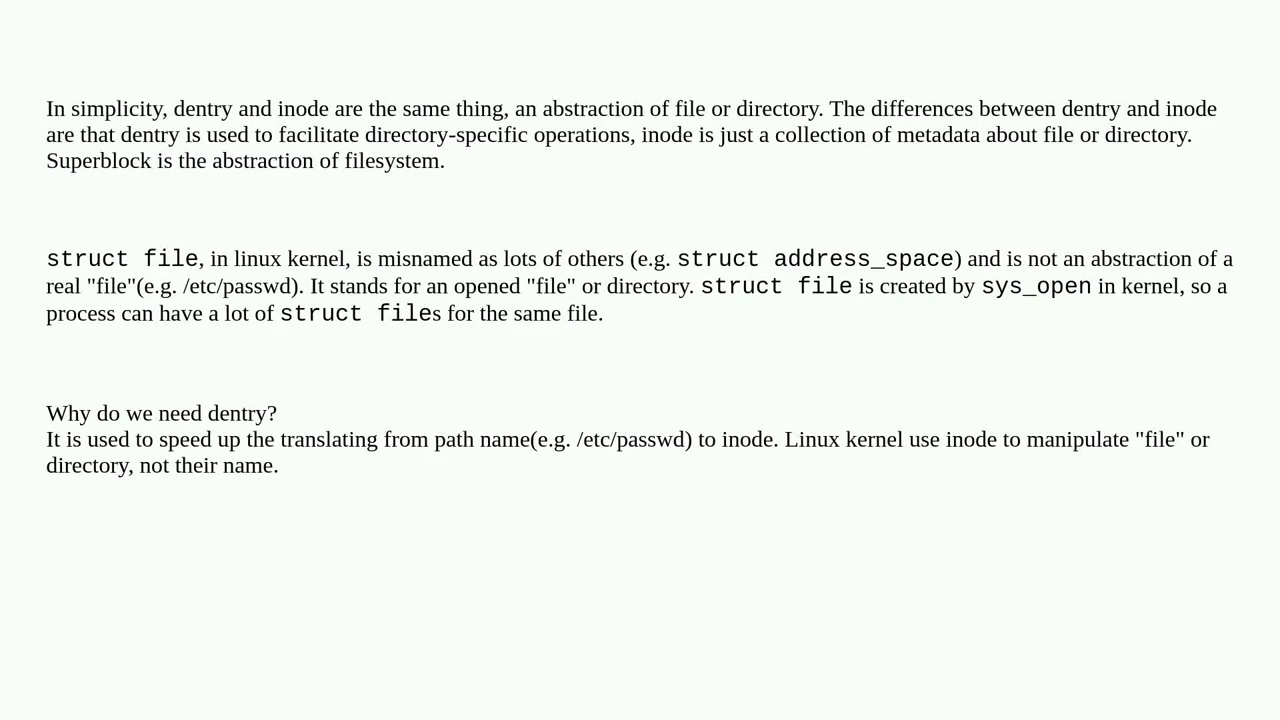 In simplicity, dentry and inode are the same thing, an abstraction of file or directory. The differences between dentry and inode
are that dentry is used to facilitate directory-specific operations, inode is just a collection of metadata about file or directory.
Superblock is the abstraction of filesystem.
struct file, in linux kernel, is misnamed as lots of others (e.g. struct address_space) and is not an abstraction of a
real "file"(e.g. /etc/passwd). It stands for an opened "file" or directory. struct file is created by sys_open in kernel, so a
process can have a lot of struct files for the same file.
Why do we need dentry?
It is used to speed up the translating from path name(e.g. /etc/passwd) to inode. Linux kernel use inode to manipulate "file" or
directory, not their name.